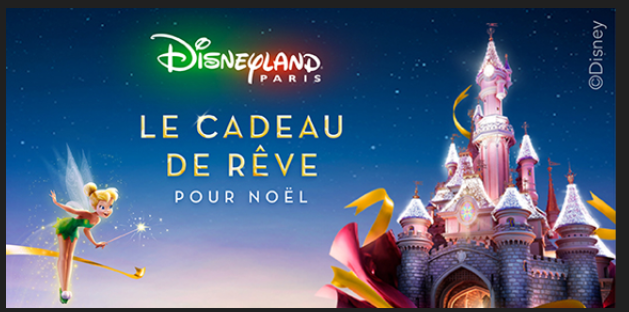 DISNEYLAND
PARIS
LE CADEAU
DE RÊVE
POUR NOËL
©Disney